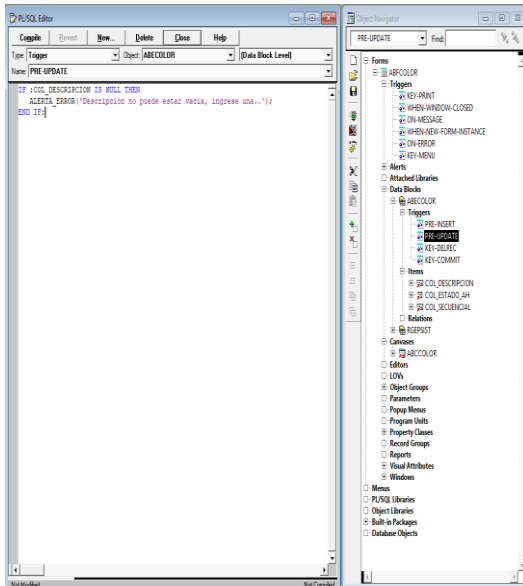 PL/SQL Editor
Compile Revert New... Delete Close Help
Type: Trigger Object: ABECOLOR (Data Block Level)
Name: PRE-UPDATE
IF :COL_DESCRIPCION IS NULL THEN
ALERTA_ERROR('Descripción no puede estar vacia, ingrese una..');
END IF;
Not Modified Not Compiled
Object Navigator
PRE-UPDATE Find:
Forms
ABFCOLOR
Triggers
KEY-PRINT
WHEN-WINDOW-CLOSED
ON-MESSAGE
WHEN-NEW-FORM-INSTANCE
ON-ERROR
KEY-MENU
Alerts
Attached Libraries
Data Blocks
ABECOLOR
Triggers
PRE-INSERT
PRE-UPDATE
KEY-DELREC
KEY-COMMIT
Items
COL_DESCRIPCION
COL_ESTADO_AH
COL_SECUENCIAL
Relations
RGEPSIST
Canvases
ABCCOLOR
Editors
LOVs
Object Groups
Parameters
Popup Menus
Program Units
Property Classes
Record Groups
Reports
Visual Attributes
Windows
Menus
PL/SQL Libraries
Object Libraries
Built-in Packages
Database Objects